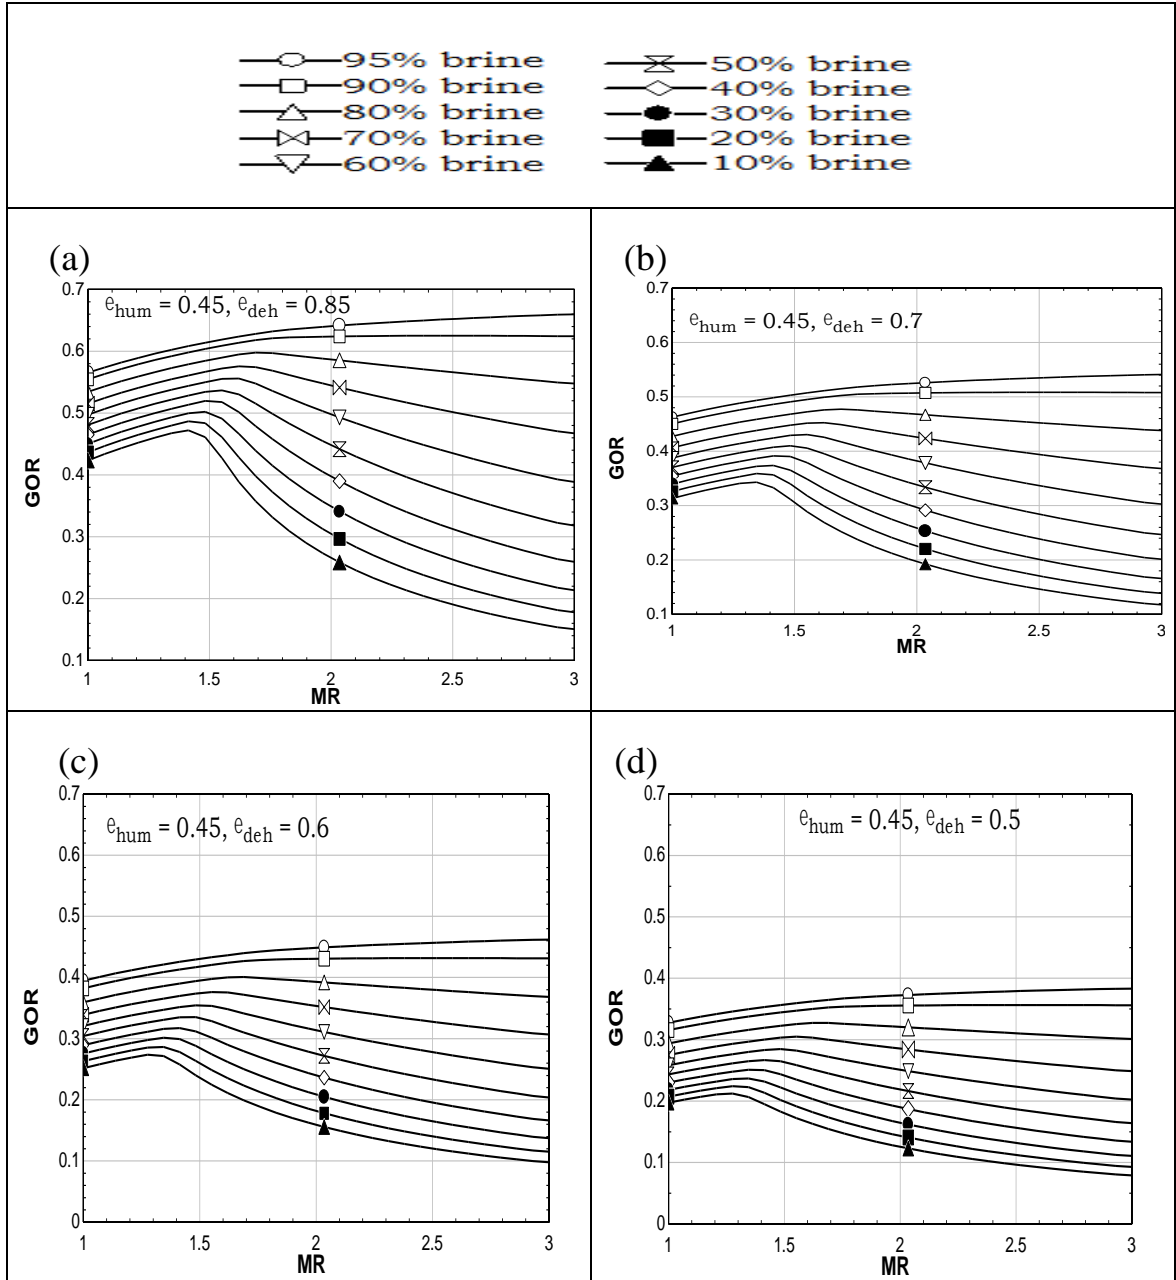 95% brine
90% brine
80% brine
70% brine
60% brine
50% brine
40% brine
30% brine
20% brine
10% brine
(a)
e_hum = 0.45, e_deh = 0.85
0.7
0.6
0.5
0.4
0.3
0.2
0.1
GOR
1 1.5 2 2.5 3
MR
(b)
e_hum = 0.45, e_deh = 0.7
0.7
0.6
0.5
0.4
0.3
0.2
0.1
GOR
1 1.5 2 2.5 3
MR
(c)
e_hum = 0.45, e_deh = 0.6
0.7
0.6
0.5
0.4
0.3
0.2
0.1
0
GOR
1 1.5 2 2.5 3
MR
(d)
e_hum = 0.45, e_deh = 0.5
0.7
0.6
0.5
0.4
0.3
0.2
0.1
0
GOR
1 1.5 2 2.5 3
MR